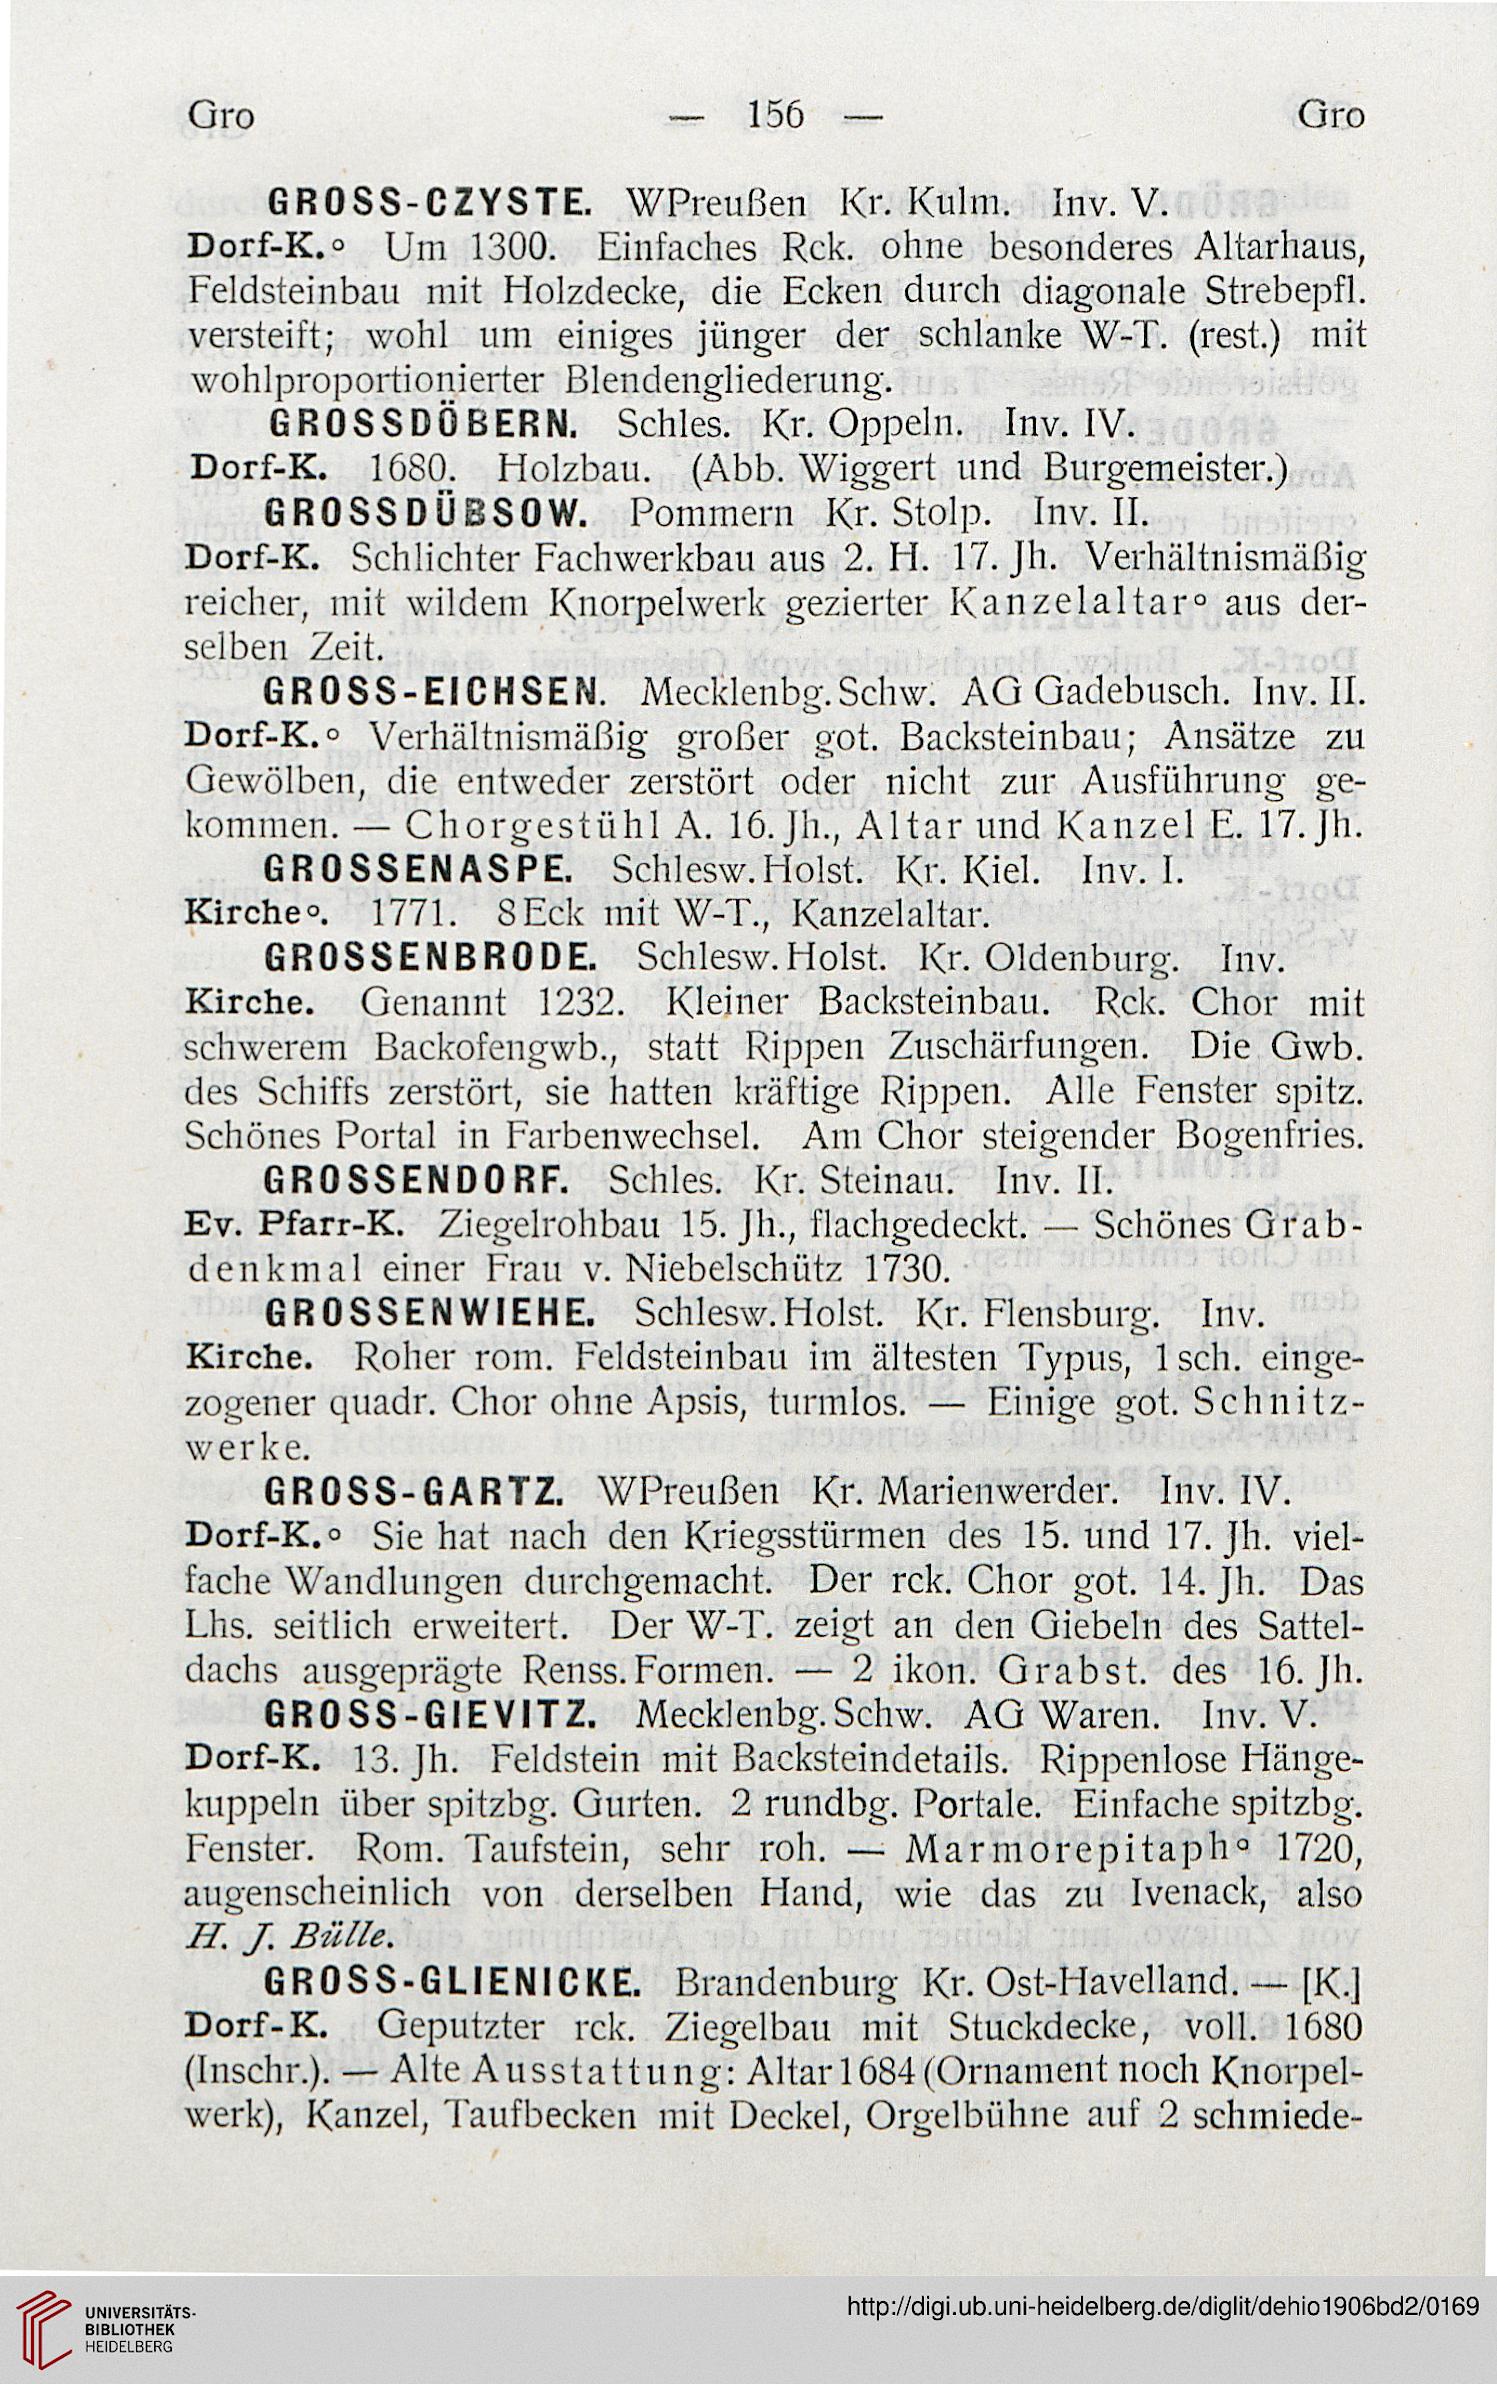 Gro — 156 — Gro
GROSS-CZYSTE. WPreußen Kr. Kulm. Inv. V.
Dorf-K.° Um 1300. Einfaches Rck. ohne besonderes Altarhaus,
Feldsteinbau mit Holzdecke, die Ecken durch diagonale Strebepfl.
versteift; wohl um einiges jünger der schlanke W-T. (rest.) mit
wohlproportionierter Blendengliederung.
GROSSDÖBERN. Schles. Kr. Oppeln. Inv. IV.
Dorf-K. 1680. Holzbau. (Abb. Wiggert und Burgemeister.)
GROSSDÜBSOW. Pommern Kr. Stolp. Inv. II.
Dorf-K. Schlichter Fachwerkbau aus 2. H. 17. Jh. Verhältnismäßig
reicher, mit wildem Knorpelwerk gezierter Kanzelaltar° aus der-
selben Zeit.
GROSS-EICHSEN. Mecklenbg. Schw. AG Gadebusch. Inv. II.
Dorf-K.° Verhältnismäßig großer got. Backsteinbau; Ansätze zu
Gewölben, die entweder zerstört oder nicht zur Ausführung ge-
kommen. — Chorgestühl A. 16. Jh., Altar und Kanzel E. 17. Jh.
GROSSENASPE. Schlesw. Holst. Kr. Kiel. Inv. I.
Kirche°. 1771. 8Eck mit W-T., Kanzelaltar.
GROSSENBRODE. Schlesw. Holst. Kr. Oldenburg. Inv.
Kirche. Genannt 1232. Kleiner Backsteinbau. Rck. Chor mit
schwerem Backofengwb., statt Rippen Zuschärfungen. Die Gwb.
des Schiffs zerstört, sie hatten kräftige Rippen. Alle Fenster spitz.
Schönes Portal in Farbenwechsel. Am Chor steigender Bogenfries.
GROSSENDORF. Schles. Kr. Steinau. Inv. II.
Ev. Pfarr-K. Ziegelrohbau 15. Jh., flachgedeckt. — Schönes Grab-
denkmal einer Frau v. Niebelschütz 1730.
GROSSENWIEHE. Schlesw. Holst. Kr. Flensburg. Inv.
Kirche. Roher rom. Feldsteinbau im ältesten Typus, 1sch. einge-
zogener quadr. Chor ohne Apsis, turmlos. — Einige got. Schnitz-
werke.
GROSS-GARTZ. WPreußen Kr. Marienwerder. Inv. IV.
Dorf-K.° Sie hat nach den Kriegsstürmen des 15. und 17. Jh. viel-
fache Wandlungen durchgemacht. Der rck. Chor got. 14. Jh. Das
Lhs. seitlich erweitert. Der W-T. zeigt an den Giebeln des Sattel-
dachs ausgeprägte Renss. Formen. — 2 ikon. Grabst. des 16. Jh.
GROSS-GIEVITZ. Mecklenbg. Schw. AG Waren. Inv. V.
Dorf-K. 13. Jh. Feldstein mit Backsteindetails. Rippenlose Hänge-
kuppeln über spitzbg. Gurten. 2 rundbg. Portale. Einfache spitzbg.
Fenster. Rom. Taufstein, sehr roh. — Marmorepitaph° 1720,
augenscheinlich von derselben Hand, wie das zu Ivenack, also
H. J. Bülle.
GROSS-GLIENICKE. Brandenburg Kr. Ost-Havelland. — [K.]
Dorf-K. Geputzter rck. Ziegelbau mit Stuckdecke, voll. 1680
(Inschr.). — Alte Ausstattung: Altar 1684 (Ornament noch Knorpel-
werk), Kanzel, Taufbecken mit Deckel, Orgelbühne auf 2 schmiede-
UNIVERSITÄTS-
BIBLIOTHEK
HEIDELBERG
http://digi.ub.uni-heidelberg.de/diglit/dehio1906bd2/0169